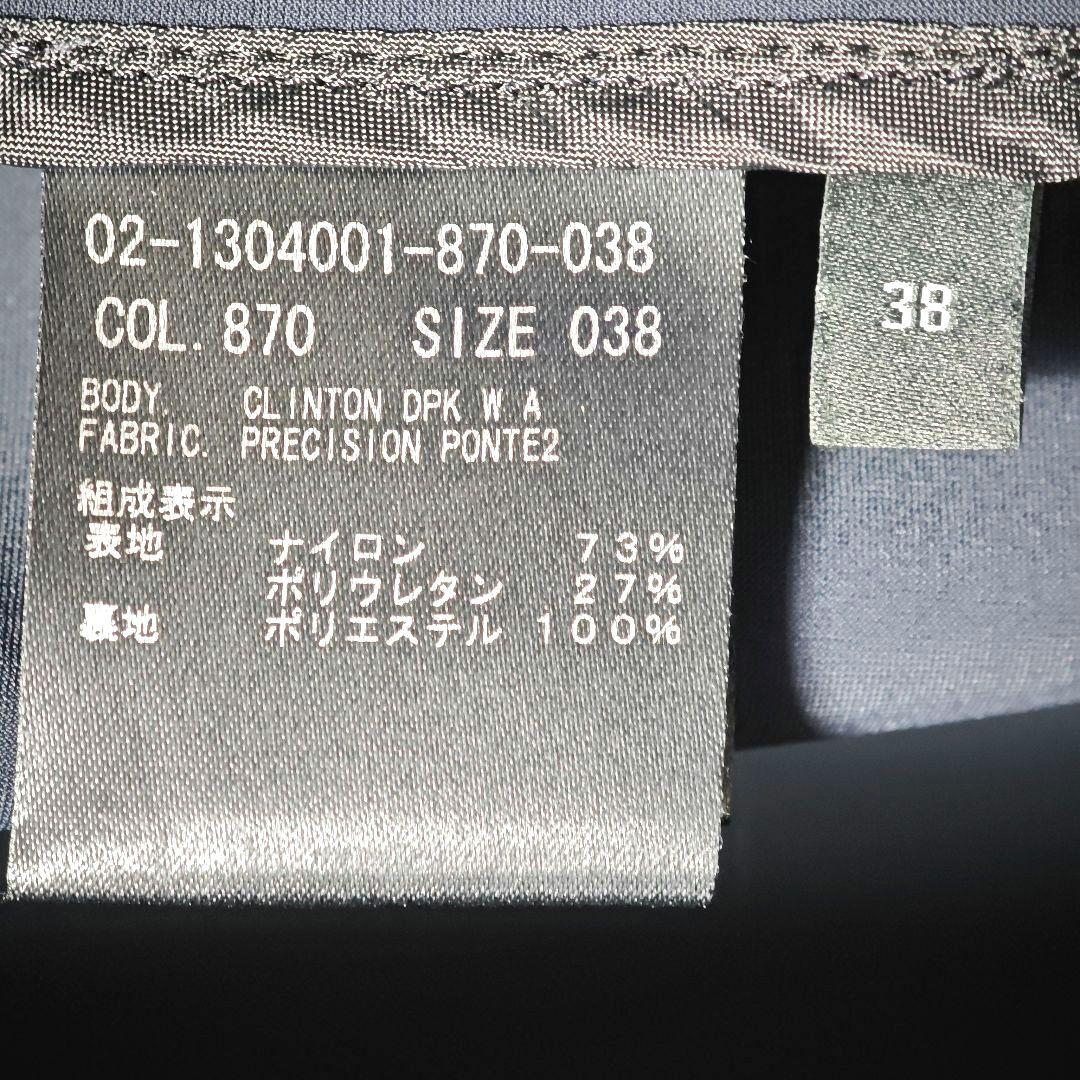 02-1304001-870-038
COL. 870 SIZE 038
BODY. CLINTON DPK W A
FABRIC. PRECISION PONTE2
組成表示
表地 ナイロン 73%
ポリウレタン 27%
裏地 ポリエステル 100%
38